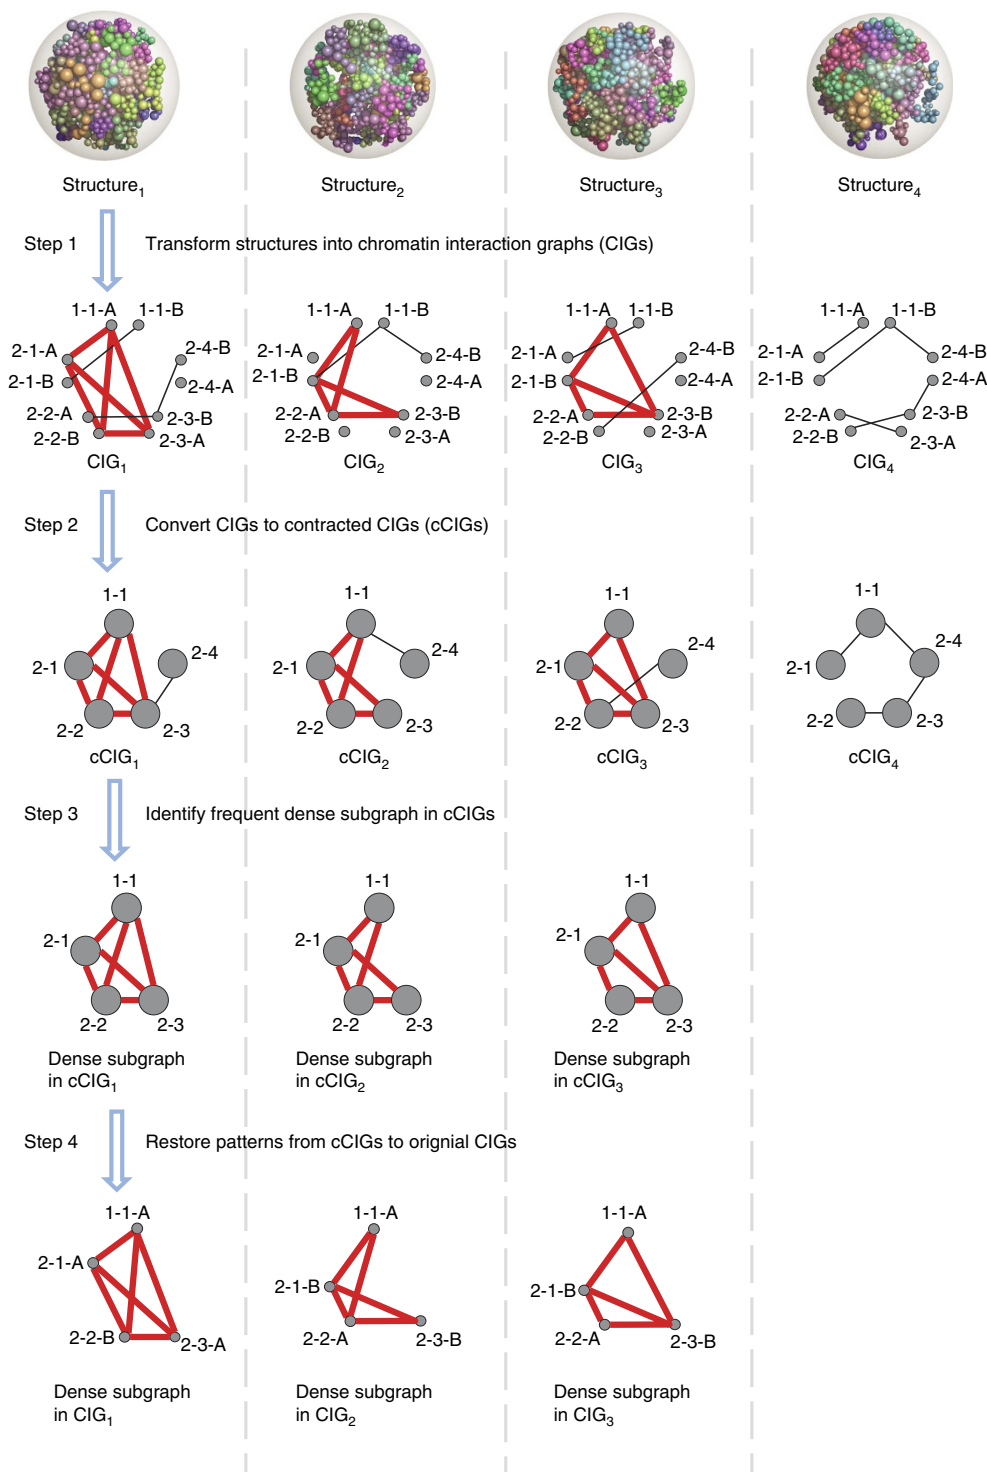 Structure1
Structure2
Structure3
Structure4
Step 1
Transform structures into chromatin interaction graphs (CIGs)
1-1-A
1-1-B
2-1-A
2-1-B
2-4-B
2-4-A
2-2-A
2-3-B
2-2-B
2-3-A
CIG1
1-1-A
1-1-B
2-1-A
2-1-B
2-4-B
2-4-A
2-2-A
2-3-B
2-2-B
2-3-A
CIG2
1-1-A
1-1-B
2-1-A
2-1-B
2-4-B
2-4-A
2-2-A
2-3-B
2-2-B
2-3-A
CIG3
1-1-A
1-1-B
2-1-A
2-1-B
2-4-B
2-4-A
2-2-A
2-3-B
2-2-B
2-3-A
CIG4
Step 2
Convert CIGs to contracted CIGs (cCIGs)
1-1
2-1
2-4
2-2
2-3
cCIG1
1-1
2-1
2-4
2-2
2-3
cCIG2
1-1
2-1
2-4
2-2
2-3
cCIG3
1-1
2-1
2-4
2-2
2-3
cCIG4
Step 3
Identify frequent dense subgraph in cCIGs
1-1
2-1
2-2
2-3
Dense subgraph
in cCIG1
1-1
2-1
2-2
2-3
Dense subgraph
in cCIG2
1-1
2-1
2-2
2-3
Dense subgraph
in cCIG3
Step 4
Restore patterns from cCIGs to orignial CIGs
1-1-A
2-1-A
2-2-B
2-3-A
Dense subgraph
in CIG1
1-1-A
2-1-B
2-2-A
2-3-B
Dense subgraph
in CIG2
1-1-A
2-1-B
2-2-A
2-3-B
Dense subgraph
in CIG3